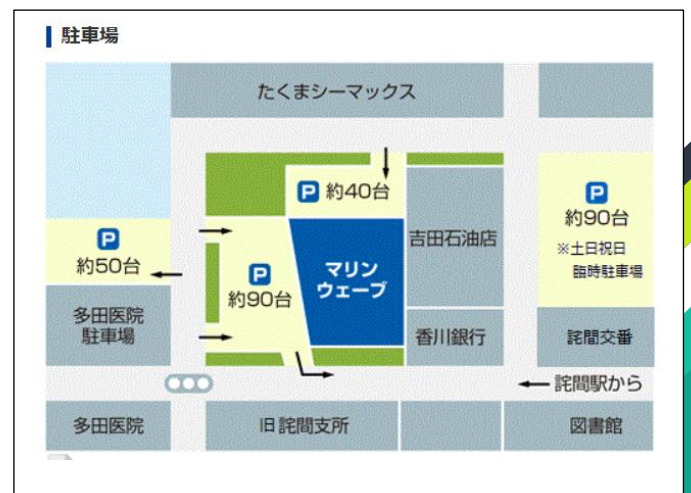 駐車場
たくまシーマックス
P 約40台
P
約90台
※土日祝日
臨時駐車場
P
約50台
吉田石油店
P
約90台
マリン
ウェーブ
多田医院
駐車場
香川銀行
詫間交番
詫間駅から
多田医院
旧詫間支所
図書館